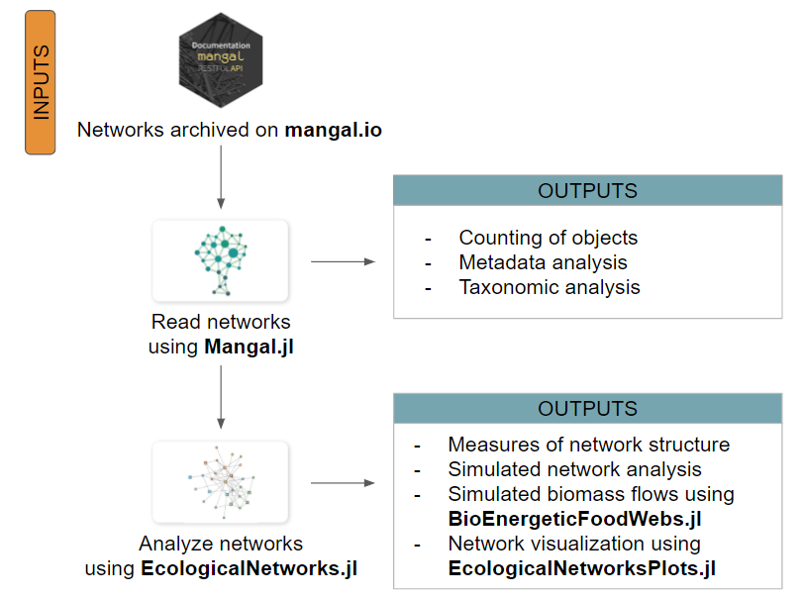 INPUTS
Documentation
mangal
RESTFUL API
Networks archived on mangal.io
OUTPUTS
- Counting of objects
- Metadata analysis
- Taxonomic analysis
Read networks
using Mangal.jl
OUTPUTS
- Measures of network structure
- Simulated network analysis
- Simulated biomass flows using
BioEnergeticFoodWebs.jl
- Network visualization using
EcologicalNetworksPlots.jl
Analyze networks
using EcologicalNetworks.jl